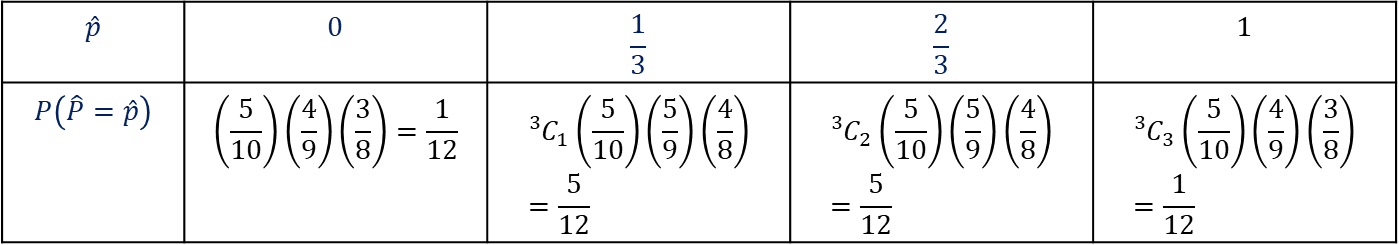 p̂ 0 1/3 2/3 1
P(P̂ = p̂) (5/10)(4/9)(3/8) = 1/12 ³C₁(5/10)(5/9)(4/8) ³C₂(5/10)(5/9)(4/8) ³C₃(5/10)(4/9)(3/8)
= 5/12 = 5/12 = 1/12